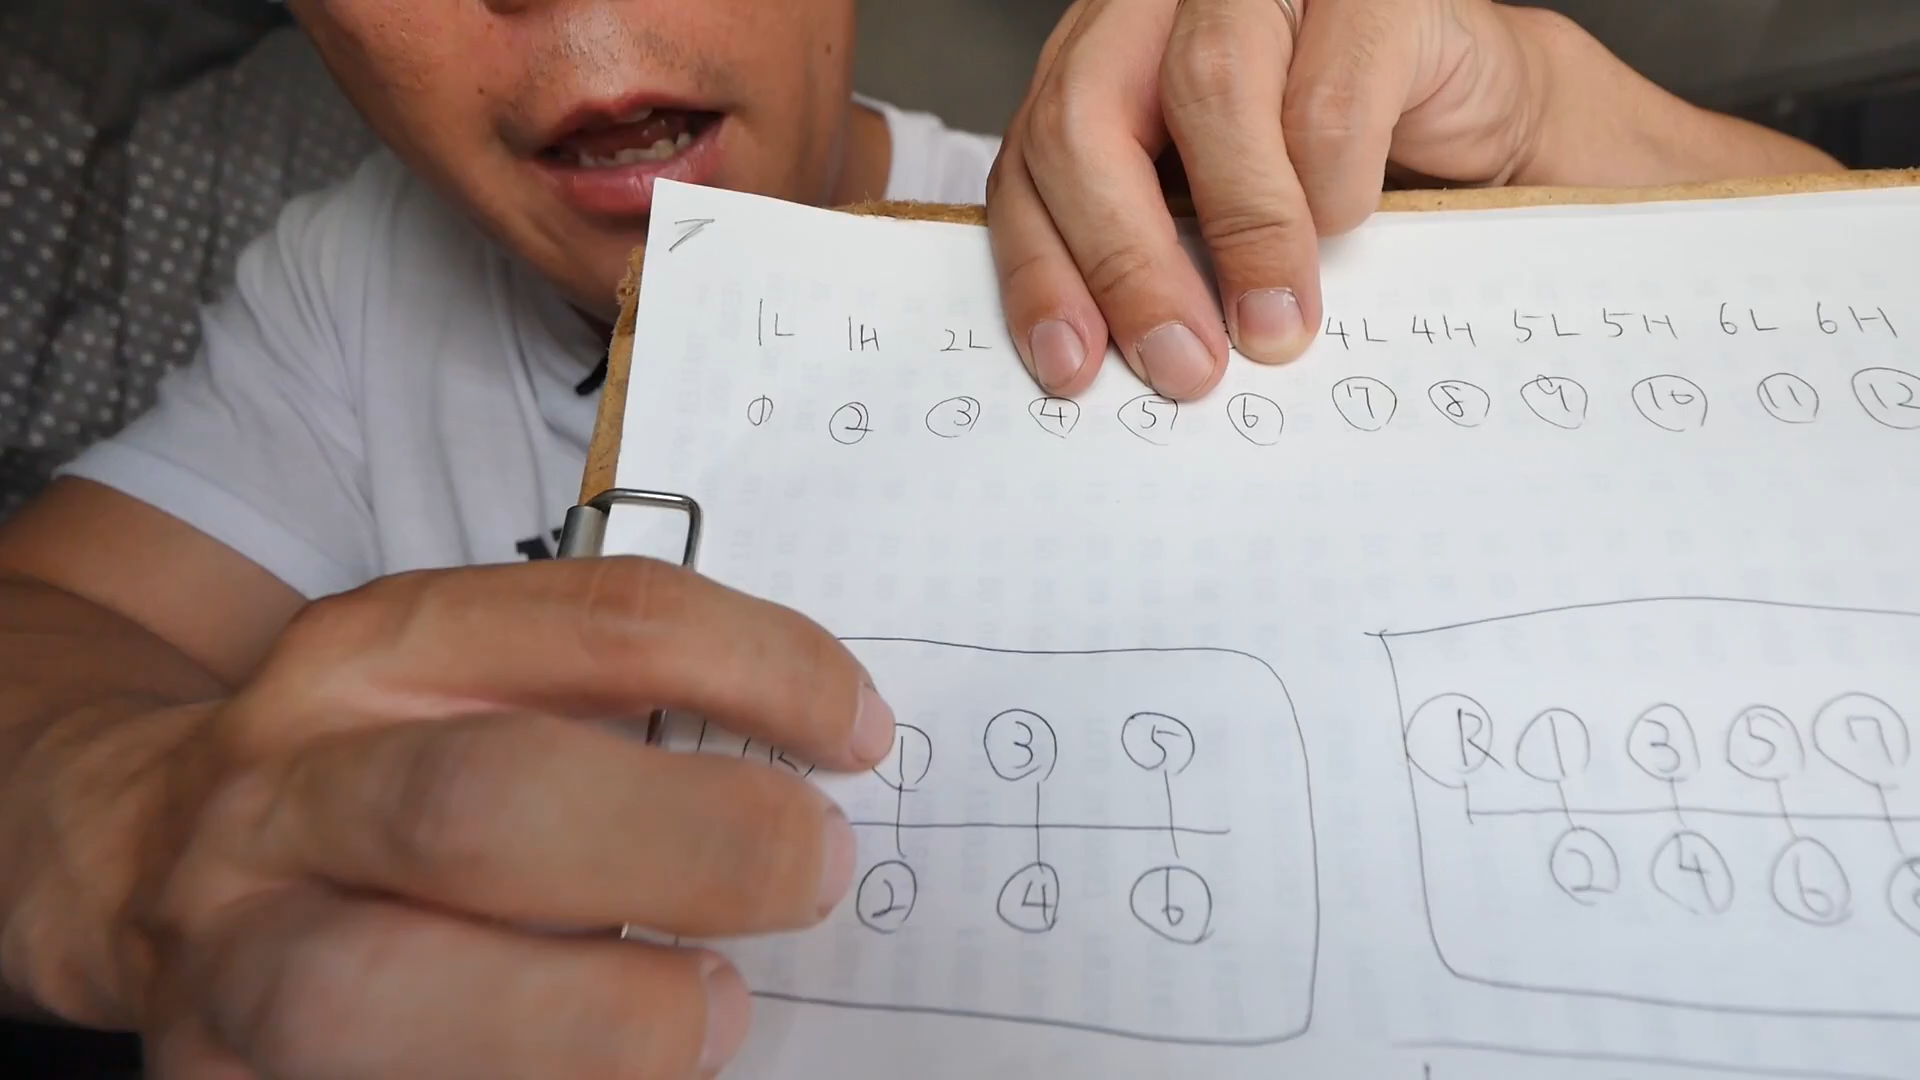 1L 1H 2L 4L 4H 5L 5H 6L 6H
① ② ③ ④ ⑤ ⑥ ⑦ ⑧ ⑨ ⑩ ⑪ ⑫
① ③ ⑤
② ④ ⑥
R ① ③ ⑤ ⑦
② ④ ⑥